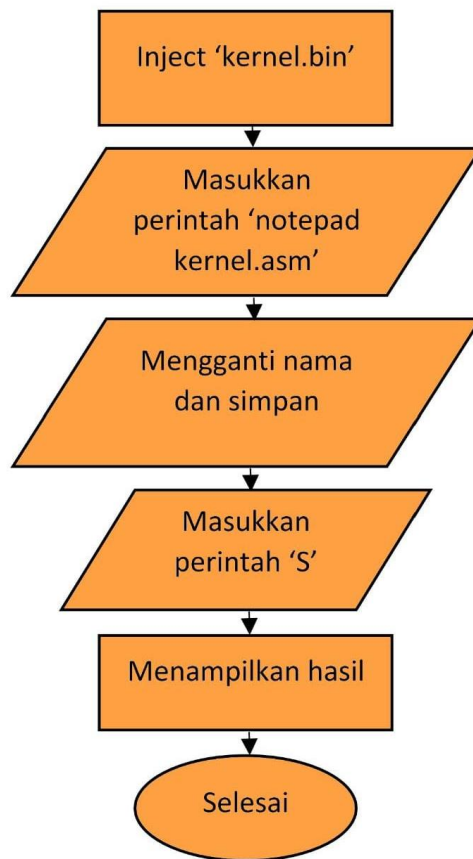 Inject ‘kernel.bin’
Masukkan
perintah ‘notepad
kernel.asm’
Mengganti nama
dan simpan
Masukkan
perintah ‘S’
Menampilkan hasil
Selesai